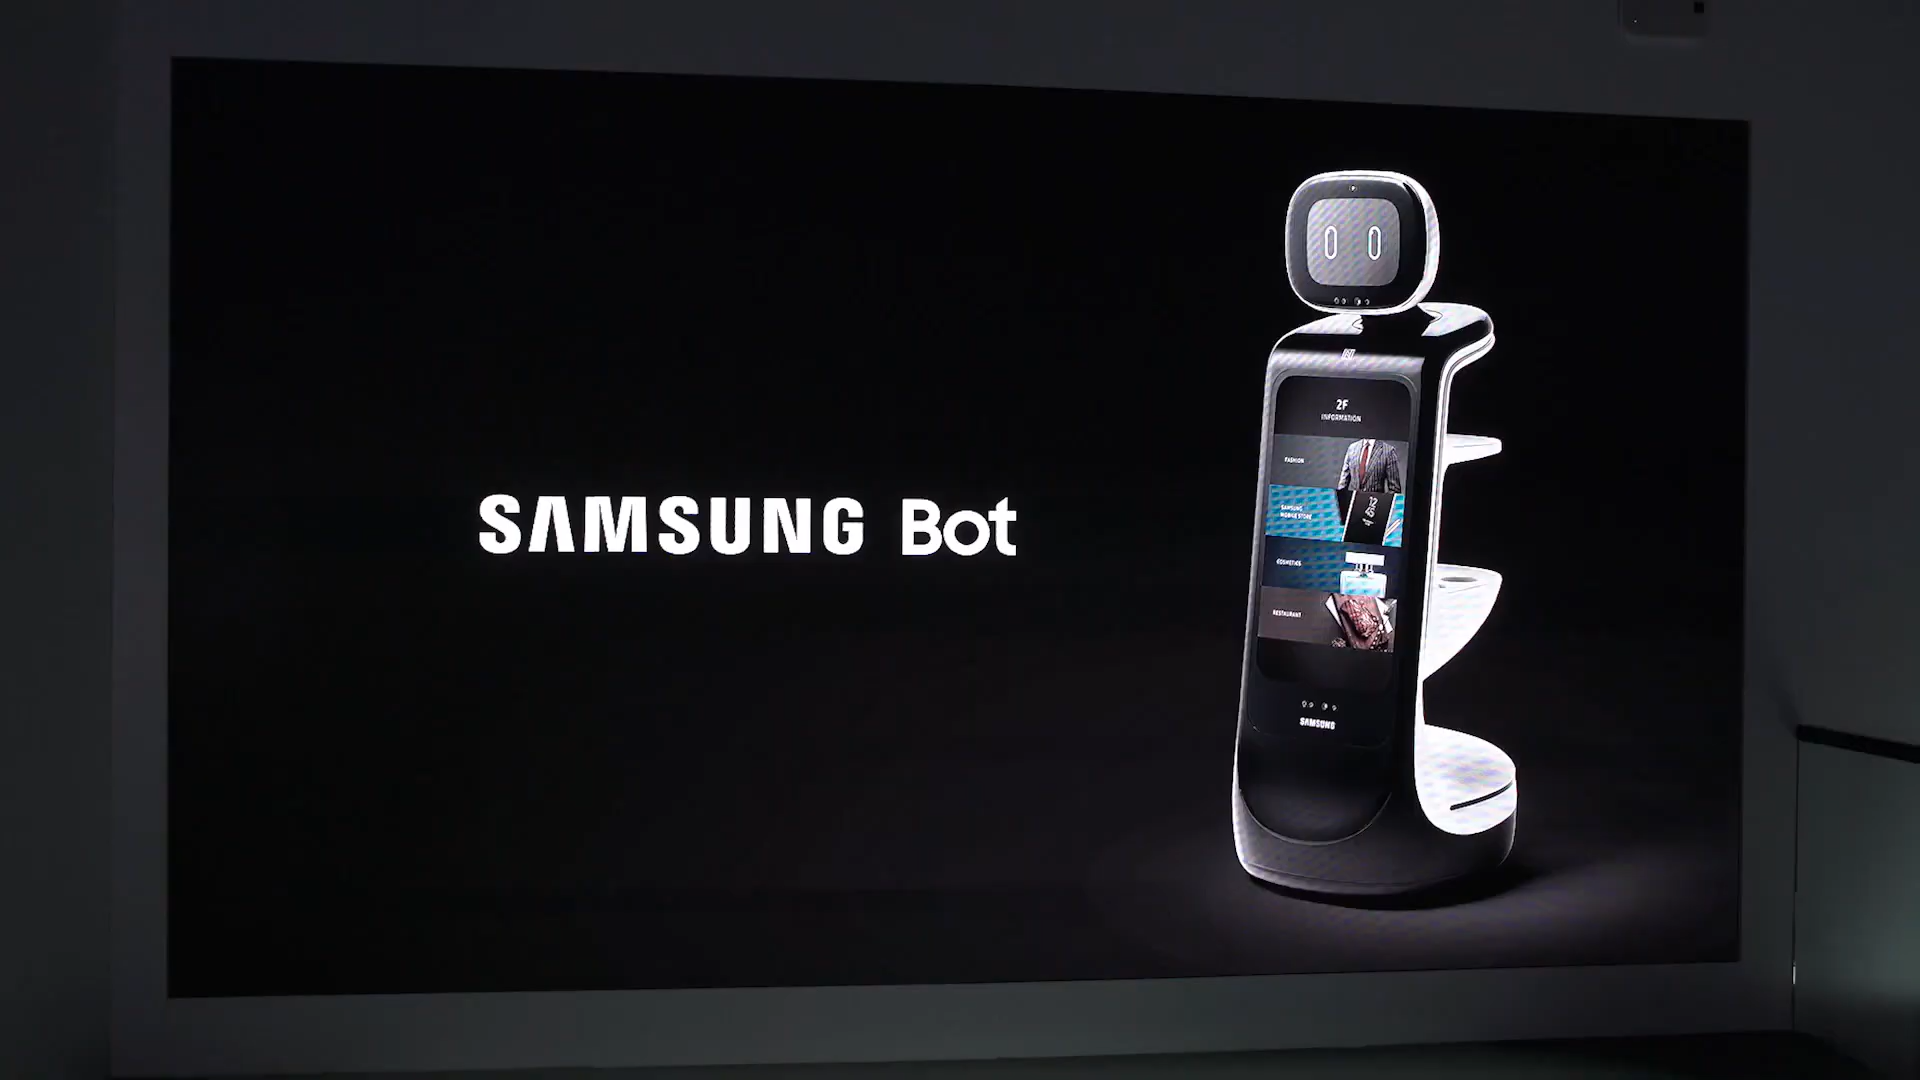 SAMSUNG Bot
2F
INFORMATION
FASHION
SAMSUNG
MOBILE STORE
COSMETICS
RESTAURANT
SAMSUNG